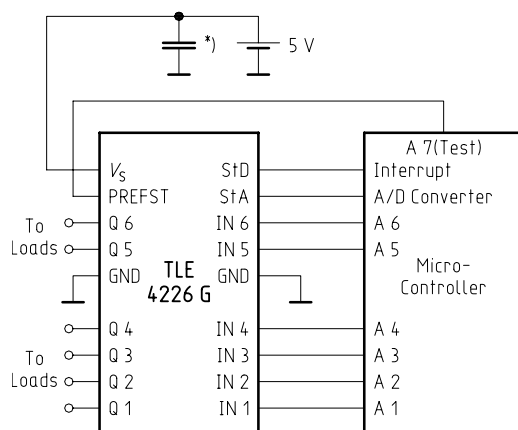 *)
5 V
A 7(Test)
VS StD Interrupt
PREFST StA A/D Converter
To Q 6 IN 6 A 6
Loads Q 5 IN 5 A 5
GND GND
TLE
4226 G
Micro-
Controller
Q 4 IN 4 A 4
To Q 3 IN 3 A 3
Loads Q 2 IN 2 A 2
Q 1 IN 1 A 1